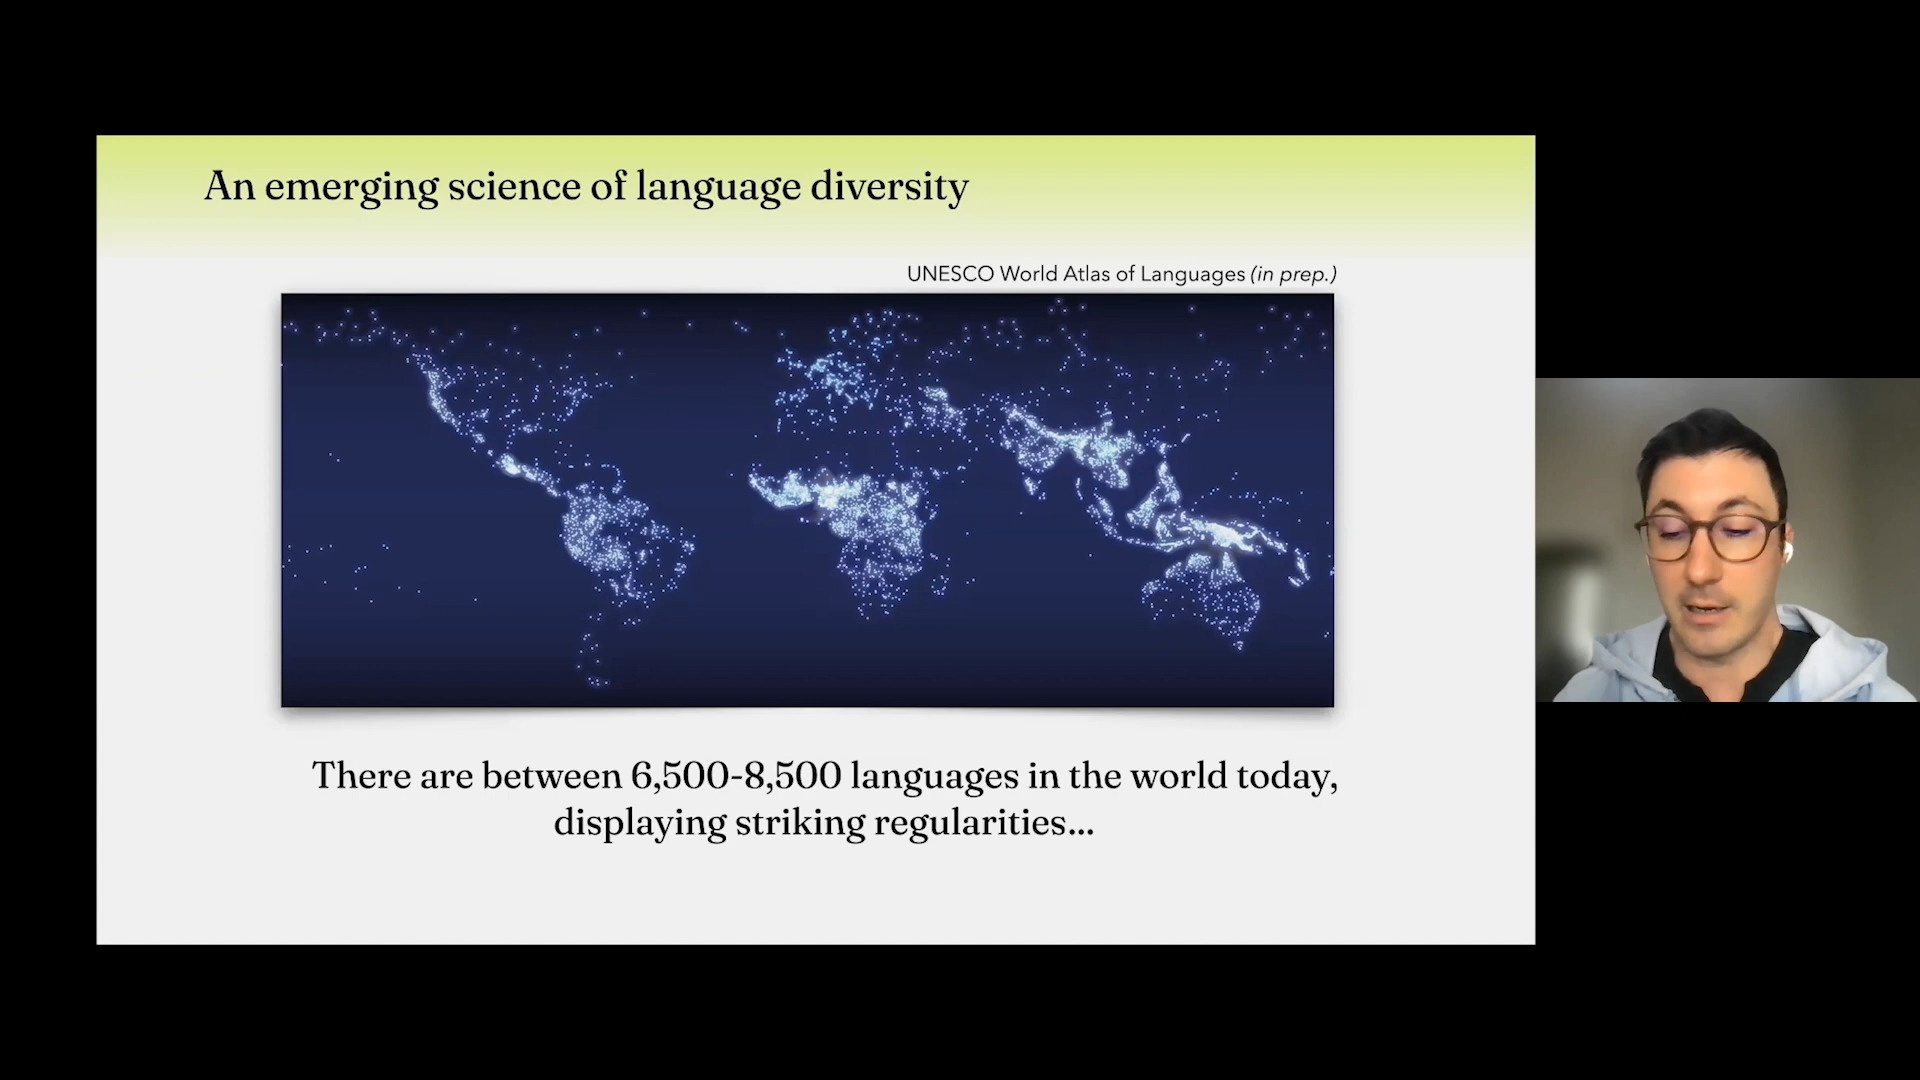 An emerging science of language diversity
UNESCO World Atlas of Languages (in prep.)
There are between 6,500-8,500 languages in the world today,
displaying striking regularities...